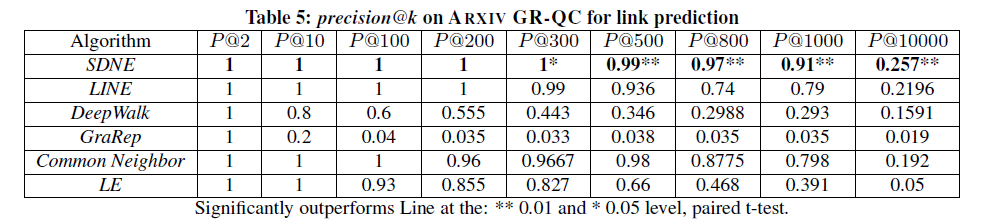 Table 5: precision@k on ARXIV GR-QC for link prediction
Algorithm P@2 P@10 P@100 P@200 P@300 P@500 P@800 P@1000 P@10000
SDNE 1 1 1 1 1* 0.99** 0.97** 0.91** 0.257**
LINE 1 1 1 1 0.99 0.936 0.74 0.79 0.2196
DeepWalk 1 0.8 0.6 0.555 0.443 0.346 0.2988 0.293 0.1591
GraRep 1 0.2 0.04 0.035 0.033 0.038 0.035 0.035 0.019
Common Neighbor 1 1 1 0.96 0.9667 0.98 0.8775 0.798 0.192
LE 1 1 0.93 0.855 0.827 0.66 0.468 0.391 0.05
Significantly outperforms Line at the: ** 0.01 and * 0.05 level, paired t-test.